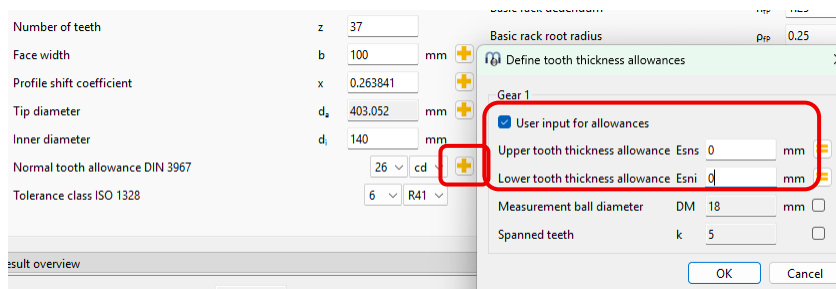 Number of teeth z 37
Face width b 100 mm
Profile shift coefficient x 0.263841
Tip diameter da 403.052 mm
Inner diameter di 140 mm
Normal tooth allowance DIN 3967 26 cd
Tolerance class ISO 1328 6 R41
esult overview
Basic rack root radius ρfP 0.25
Define tooth thickness allowances
Gear 1
User input for allowances
Upper tooth thickness allowance Esns 0 mm
Lower tooth thickness allowance Esni 0 mm
Measurement ball diameter DM 18 mm
Spanned teeth k 5
OK Cancel